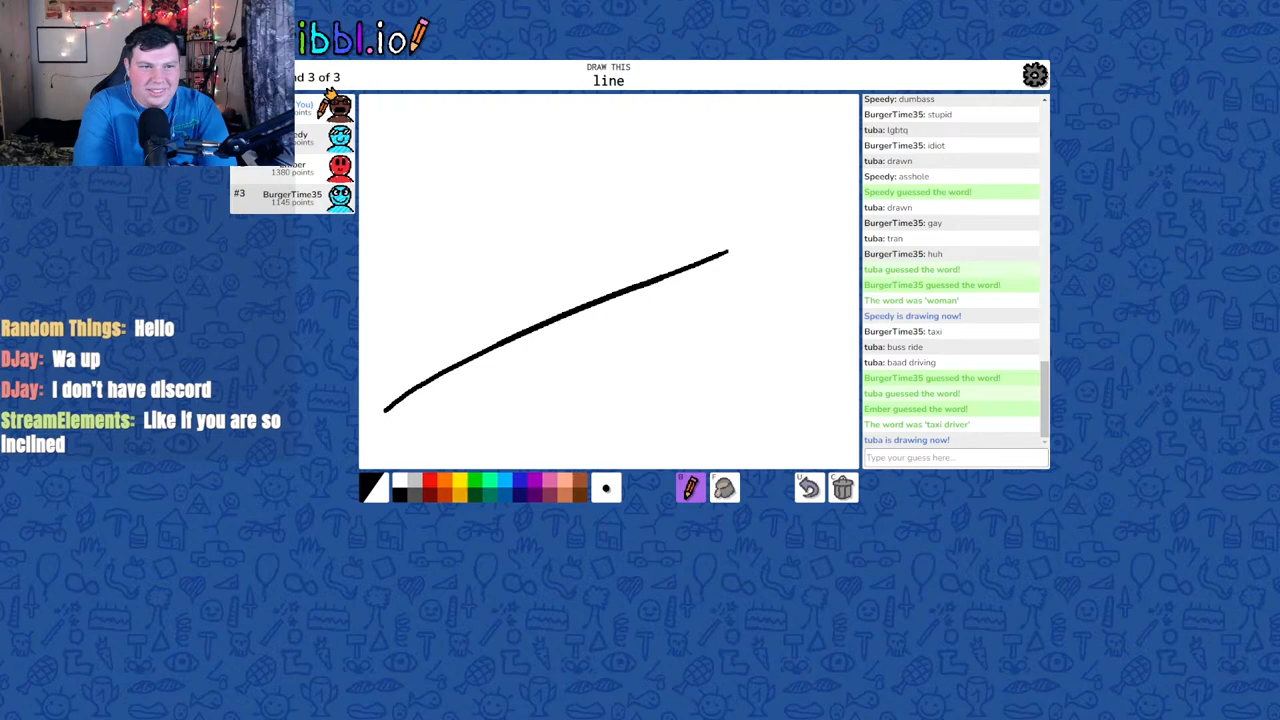 ibbl.io
nd 3 of 3
DRAW THIS
line
You)
points
edy
points
1380 points
#3 BurgerTime35
1145 points
Speedy: dumbass
BurgerTime35: stupid
tuba: lgbtq
BurgerTime35: idiot
tuba: drawn
Speedy: asshole
Speedy guessed the word!
tuba: drawn
BurgerTime35: gay
tuba: tran
BurgerTime35: huh
tuba guessed the word!
BurgerTime35 guessed the word!
The word was 'woman'
Speedy is drawing now!
BurgerTime35: taxi
tuba: buss ride
tuba: baad driving
BurgerTime35 guessed the word!
tuba guessed the word!
Ember guessed the word!
The word was 'taxi driver'
tuba is drawing now!
Type your guess here...
B
F
U
C
Random Things: Hello
DJay: Wa up
DJay: I don't have discord
StreamElements: Like if you are so
inclined